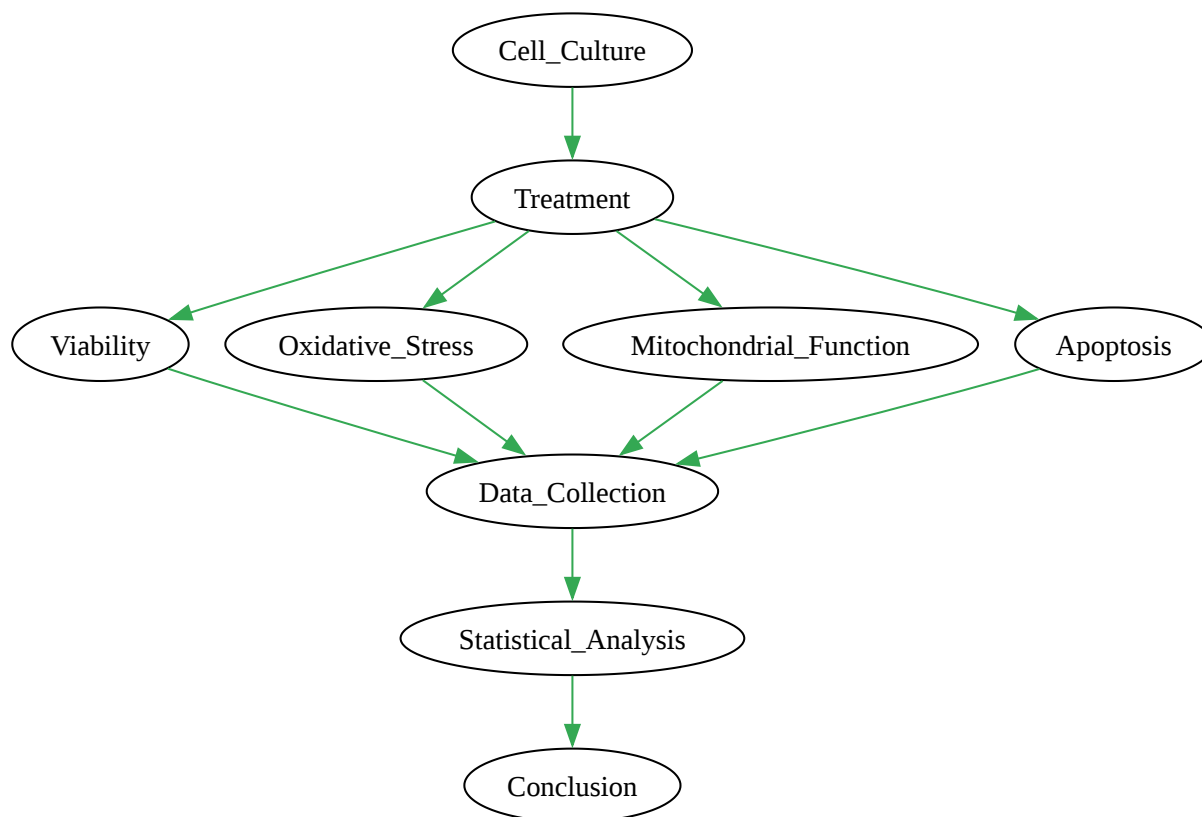 Cell_Culture
Treatment
Viability
Oxidative_Stress
Mitochondrial_Function
Apoptosis
Data_Collection
Statistical_Analysis
Conclusion